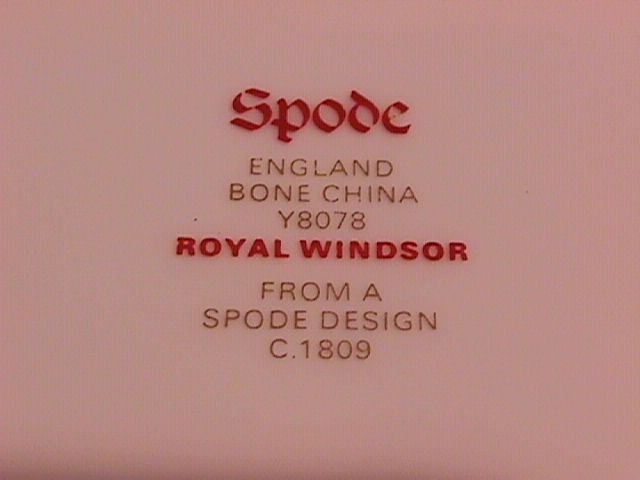 Spode
ENGLAND
BONE CHINA
Y8078
ROYAL WINDSOR
FROM A
SPODE DESIGN
C.1809